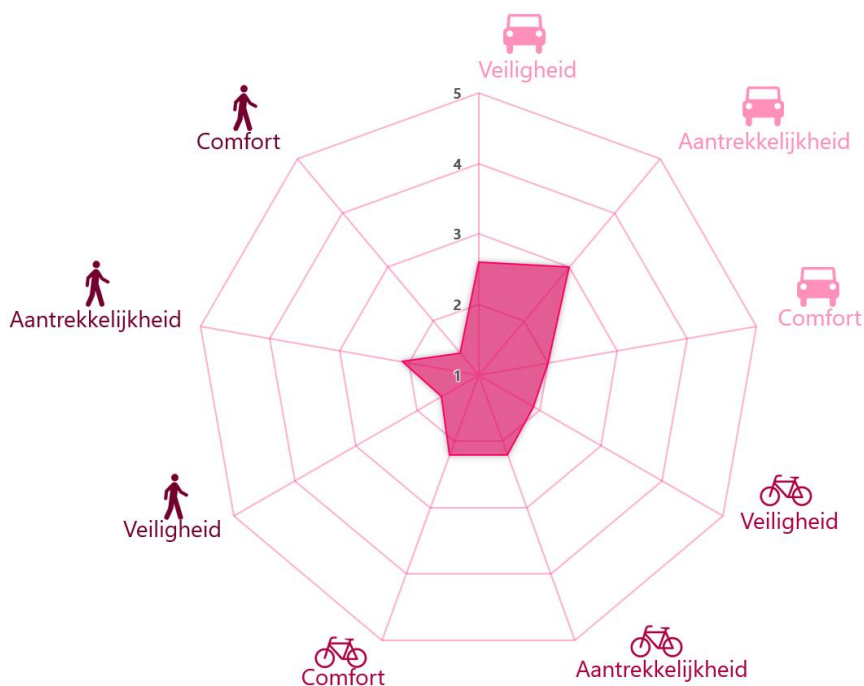 Veiligheid
Aantrekkelijkheid
Comfort
Veiligheid
Aantrekkelijkheid
Comfort
Veiligheid
Aantrekkelijkheid
Comfort
5
4
3
2
1